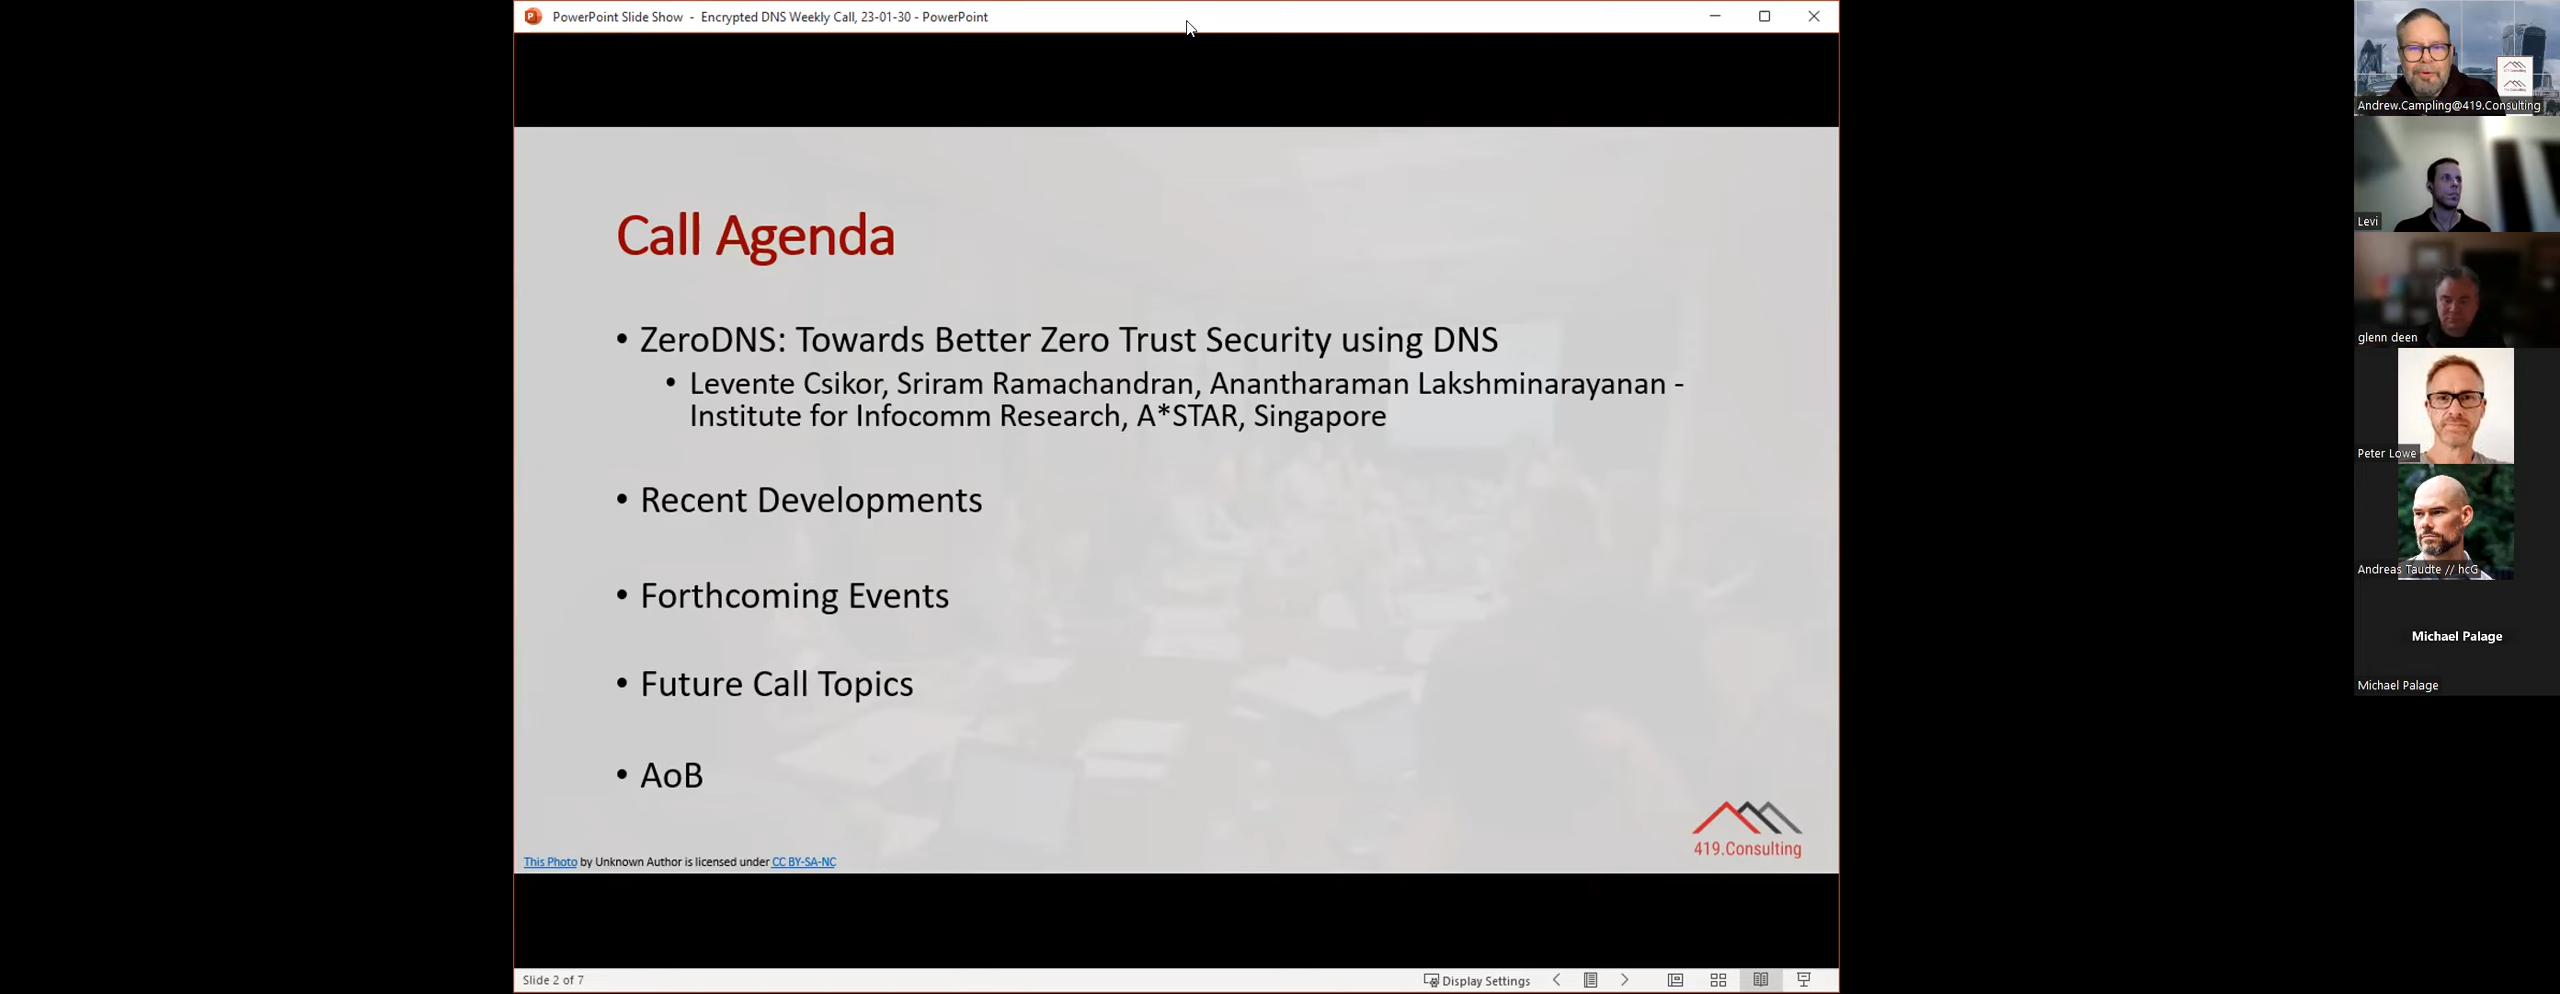 PowerPoint Slide Show - Encrypted DNS Weekly Call, 23-01-30 - PowerPoint
Call Agenda
• ZeroDNS: Towards Better Zero Trust Security using DNS
• Levente Csikor, Sriram Ramachandran, Anantharaman Lakshminarayanan -
Institute for Infocomm Research, A*STAR, Singapore
• Recent Developments
• Forthcoming Events
• Future Call Topics
• AoB
419.Consulting
This Photo by Unknown Author is licensed under CC BY-SA-NC
Slide 2 of 7
Display Settings
Andrew.Campling@419.Consulting
Levi
glenn deen
Peter Lowe
Andreas Taudte // hcG
Michael Palage
Michael Palage